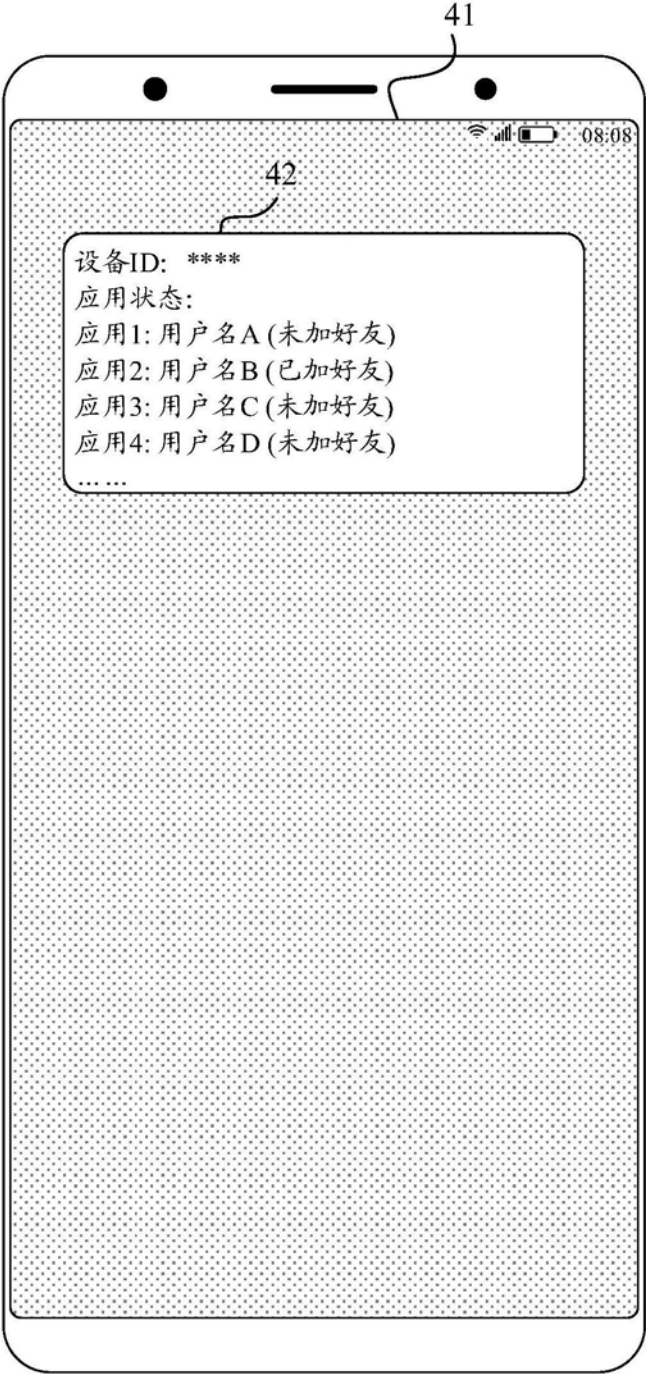 41
08:08
42
设备ID: ****
应用状态:
应用1: 用户名A (未加好友)
应用2: 用户名B (已加好友)
应用3: 用户名C (未加好友)
应用4: 用户名D (未加好友)
... ...